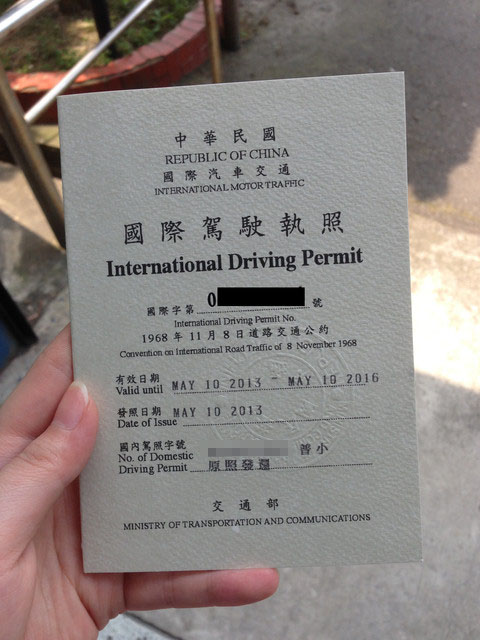 中華民國
REPUBLIC OF CHINA
國際汽車交通
INTERNATIONAL MOTOR TRAFFIC
國際駕駛執照
International Driving Permit
國際字第 0 號
International Driving Permit No.
1968 年 11 月 8 日道路交通公約
Convention on International Road Traffic of 8 November 1968
有效日期
Valid until MAY 10 2013 - MAY 10 2016
發照日期 MAY 10 2013
Date of Issue
國內駕照字號 普小
No. of Domestic
Driving Permit 原照發還
交通部
MINISTRY OF TRANSPORTATION AND COMMUNICATIONS